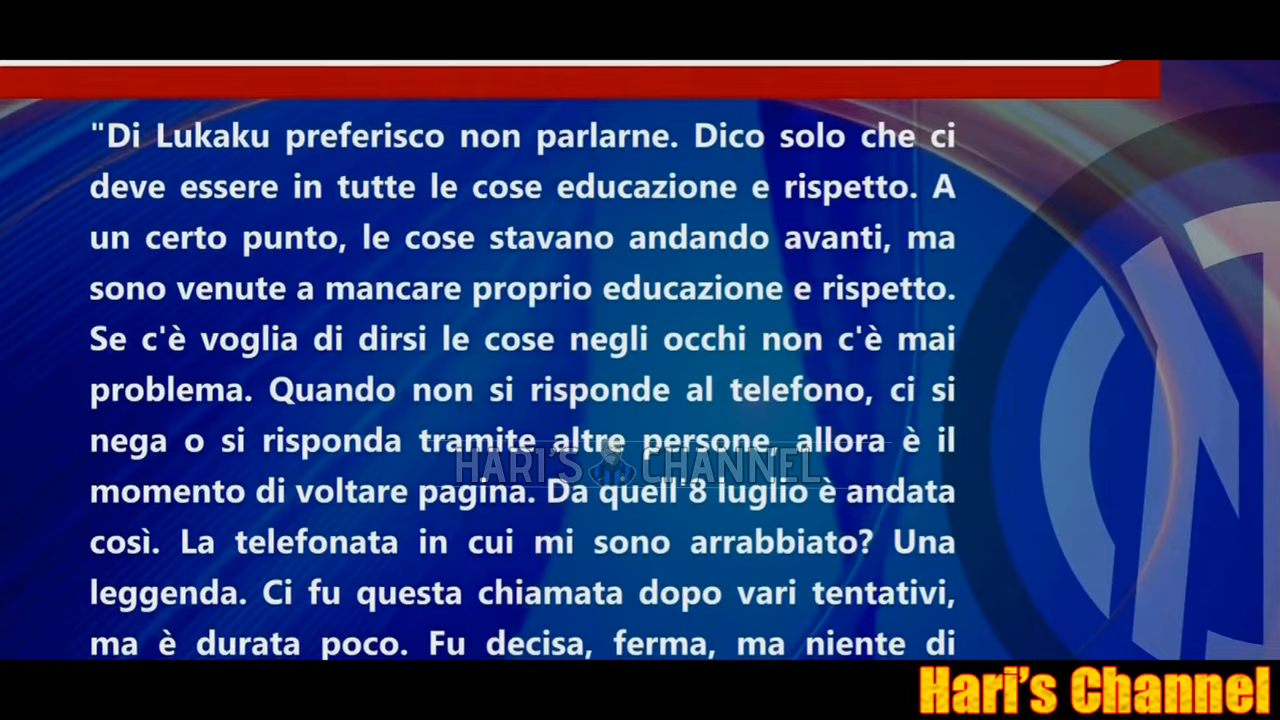 "Di Lukaku preferisco non parlarne. Dico solo che ci
deve essere in tutte le cose educazione e rispetto. A
un certo punto, le cose stavano andando avanti, ma
sono venute a mancare proprio educazione e rispetto.
Se c'è voglia di dirsi le cose negli occhi non c'è mai
problema. Quando non si risponde al telefono, ci si
nega o si risponda tramite altre persone, allora è il
HARI'S CHANNEL
momento di voltare pagina. Da quell'8 luglio è andata
così. La telefonata in cui mi sono arrabbiato? Una
leggenda. Ci fu questa chiamata dopo vari tentativi,
ma è durata poco. Fu decisa, ferma, ma niente di
Hari's Channel